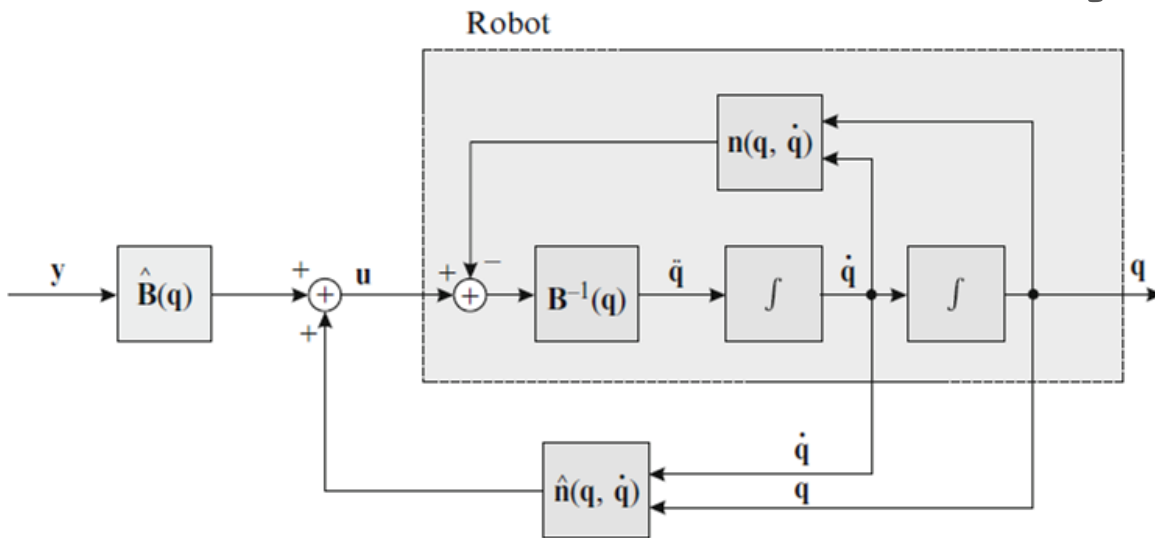 Robot
n(q, q̇)
−
y
B̂(q)
+
+
+
u
+
+
B⁻¹(q)
q̈
∫
q̇
∫
q
q̇
q
n̂(q, q̇)